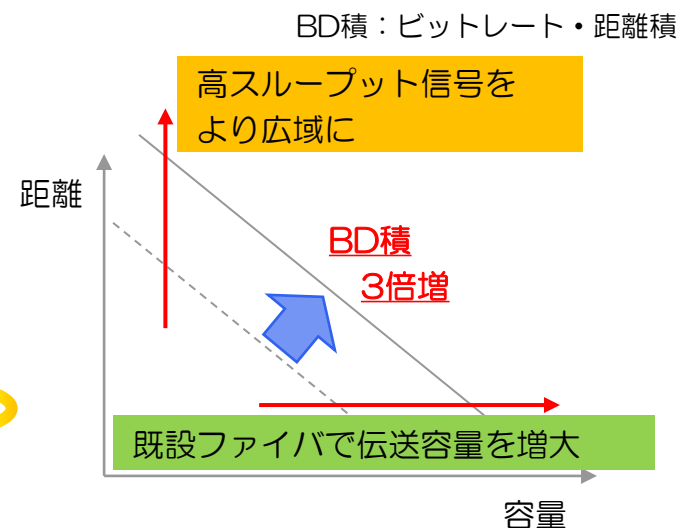 BD積：ビットレート・距離積
高スループット信号を
より広域に
距離
BD積
3倍増
既設ファイバで伝送容量を増大
容量